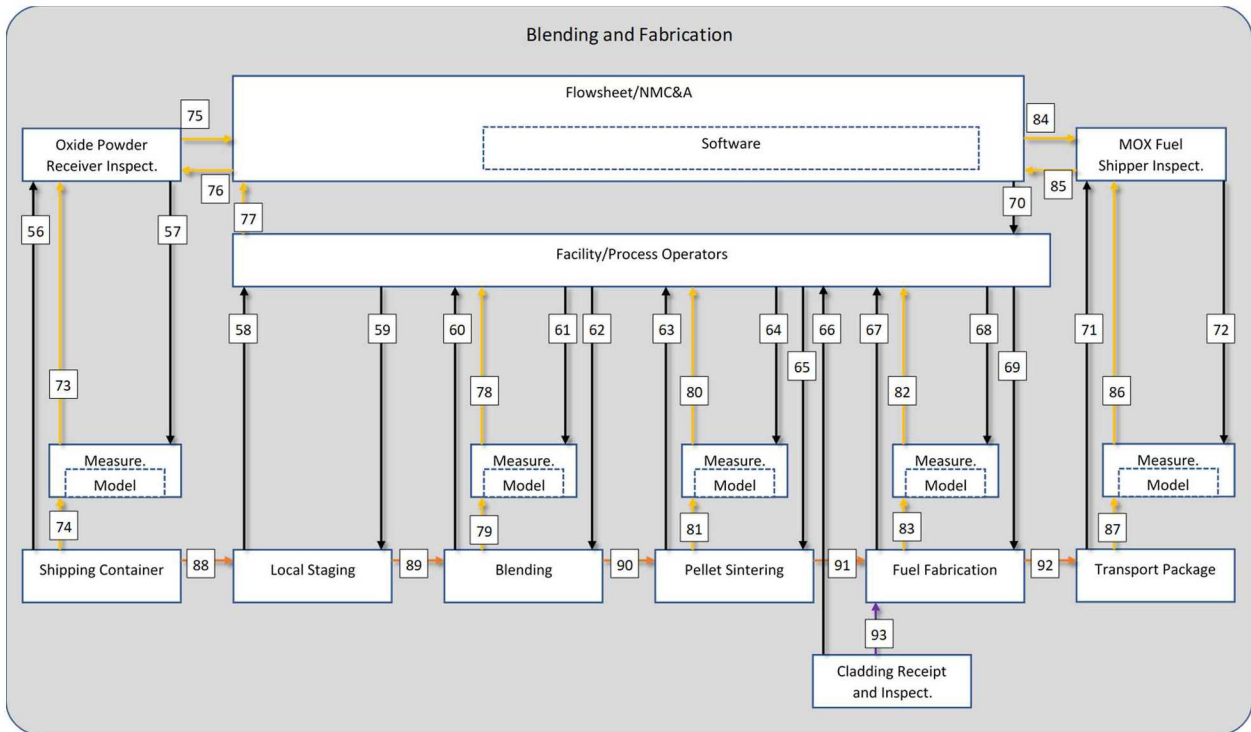 Blending and Fabrication
Flowsheet/NMC&A
Software
75
84
Oxide Powder
Receiver Inspect.
MOX Fuel
Shipper Inspect.
76
85
77
70
56
57
Facility/Process Operators
58
59
60
61
62
63
64
65
66
67
68
69
71
72
73
78
80
82
86
Measure.
Model
Measure.
Model
Measure.
Model
Measure.
Model
Measure.
Model
74
79
81
83
87
Shipping Container
88
Local Staging
89
Blending
90
Pellet Sintering
91
Fuel Fabrication
92
Transport Package
93
Cladding Receipt
and Inspect.